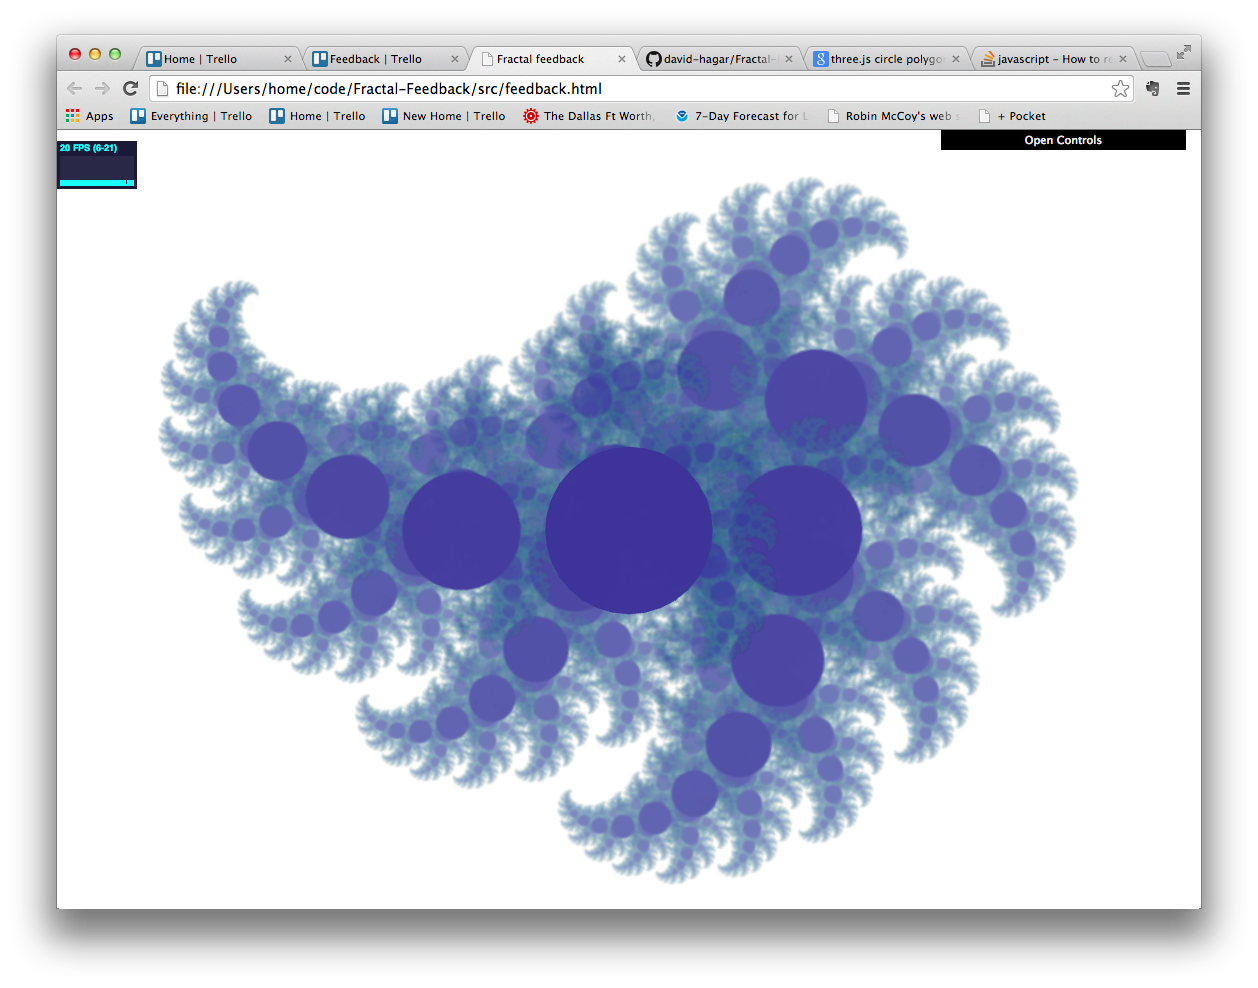 Home | Trello
Feedback | Trello
Fractal feedback
david-hagar/Fractal-
three.js circle polygo
javascript - How to re
file:///Users/home/code/Fractal-Feedback/src/feedback.html
Apps
Everything | Trello
Home | Trello
New Home | Trello
The Dallas Ft Worth,
7-Day Forecast for L
Robin McCoy's web s
+ Pocket
20 FPS (6-21)
Open Controls